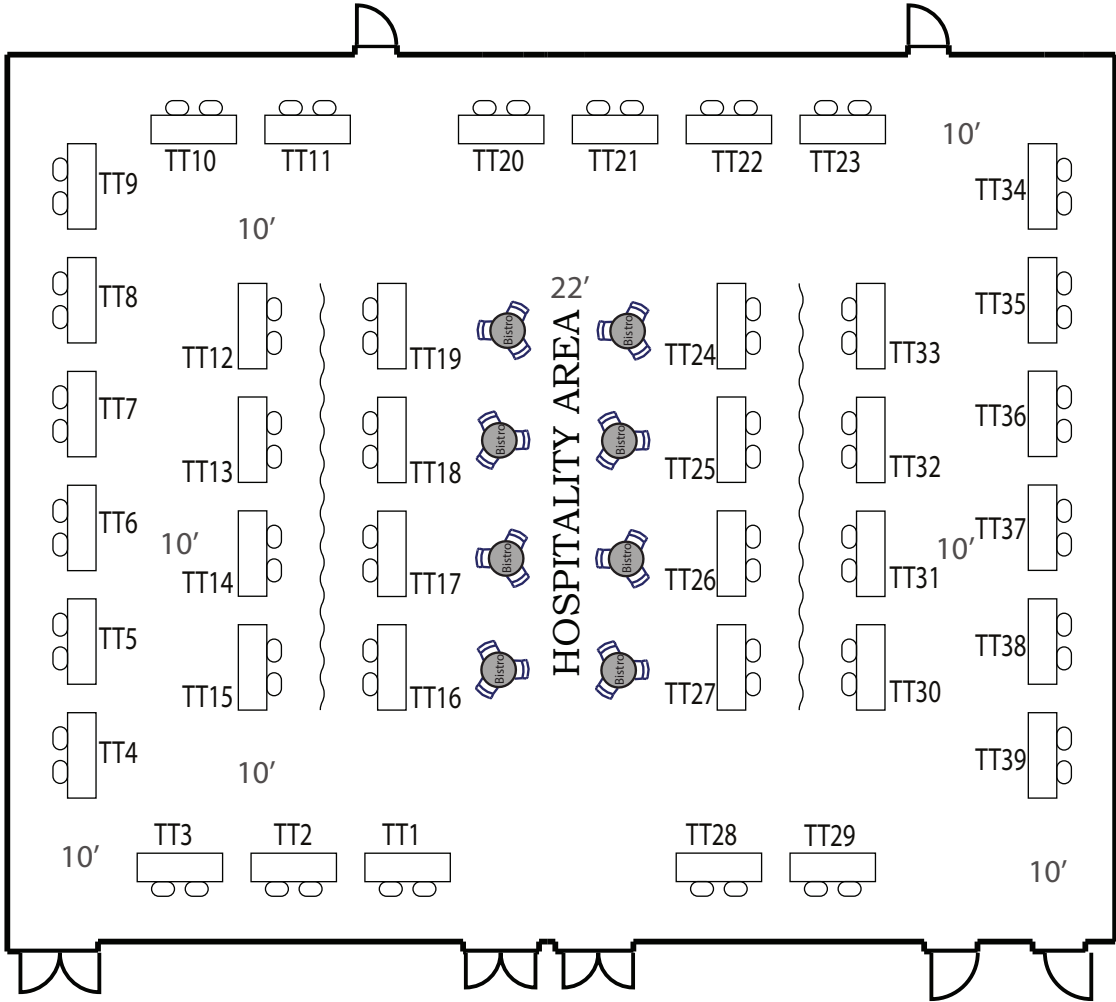 10’
TT10
TT11
TT20
TT21
TT22
TT23
TT9
TT34
10’
22’
TT8
TT35
Bistro
Bistro
TT12
TT19
TT24
TT33
HOSPITALITY AREA
TT7
TT36
Bistro
Bistro
TT13
TT18
TT25
TT32
TT6
TT37
10’
10’
Bistro
Bistro
TT14
TT17
TT26
TT31
TT5
TT38
Bistro
Bistro
TT15
TT16
TT27
TT30
TT4
TT39
10’
TT3
TT2
TT1
TT28
TT29
10’
10’